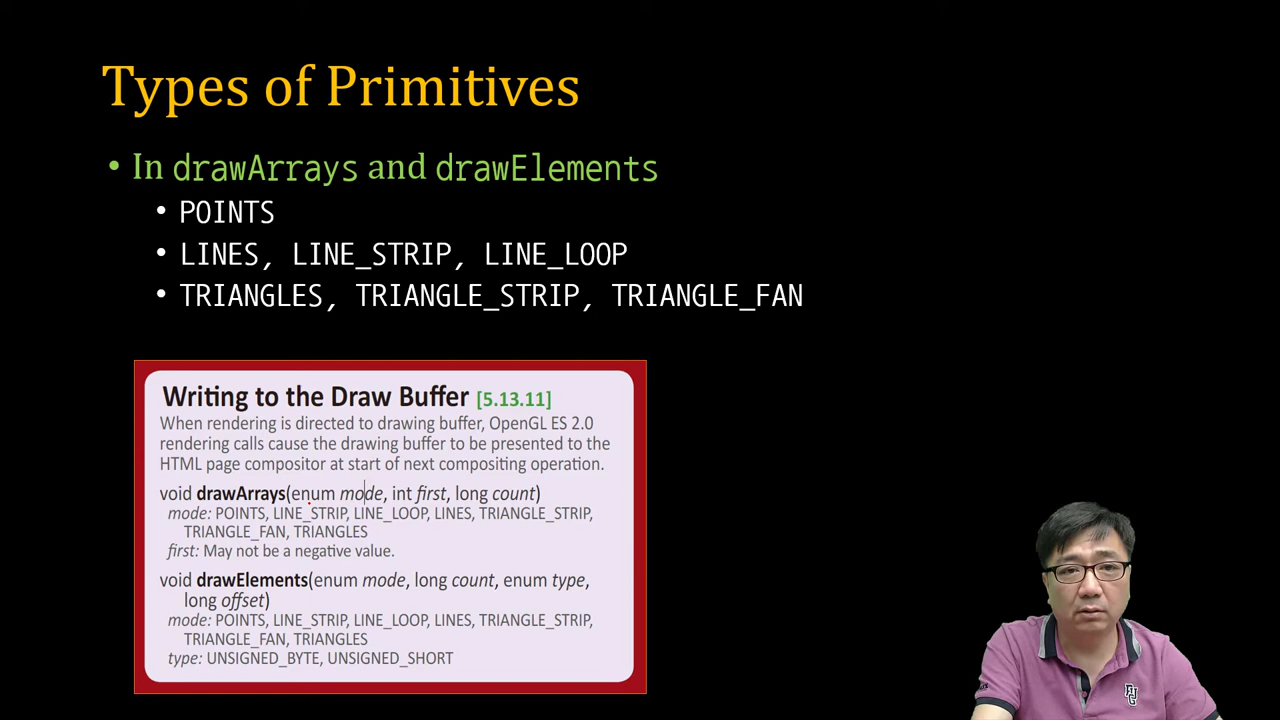 Types of Primitives
• In drawArrays and drawElements
• POINTS
• LINES, LINE_STRIP, LINE_LOOP
• TRIANGLES, TRIANGLE_STRIP, TRIANGLE_FAN
Writing to the Draw Buffer [5.13.11]
When rendering is directed to drawing buffer, OpenGL ES 2.0
rendering calls cause the drawing buffer to be presented to the
HTML page compositor at start of next compositing operation.
void drawArrays(enum mode, int first, long count)
mode: POINTS, LINE_STRIP, LINE_LOOP, LINES, TRIANGLE_STRIP,
TRIANGLE_FAN, TRIANGLES
first: May not be a negative value.
void drawElements(enum mode, long count, enum type,
long offset)
mode: POINTS, LINE_STRIP, LINE_LOOP, LINES, TRIANGLE_STRIP,
TRIANGLE_FAN, TRIANGLES
type: UNSIGNED_BYTE, UNSIGNED_SHORT